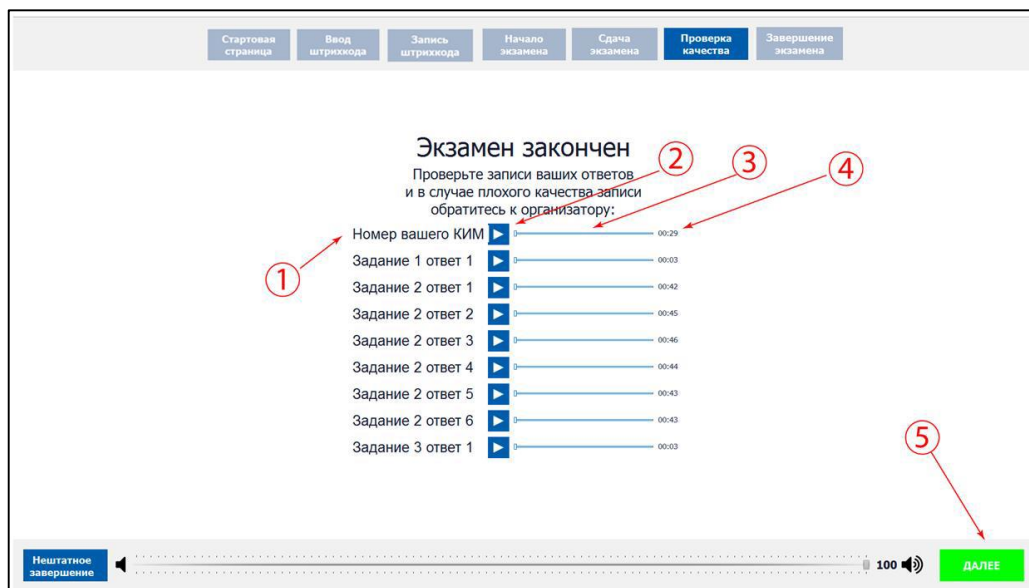 Стартовая страница
Ввод штрихкода
Запись штрихкода
Начало экзамена
Сдача экзамена
Проверка качества
Завершение экзамена
Экзамен закончен
Проверьте записи ваших ответов
и в случае плохого качества записи
обратитесь к организатору:
Номер вашего КИМ 00:29
Задание 1 ответ 1 00:03
Задание 2 ответ 1 00:42
Задание 2 ответ 2 00:45
Задание 2 ответ 3 00:46
Задание 2 ответ 4 00:44
Задание 2 ответ 5 00:43
Задание 2 ответ 6 00:43
Задание 3 ответ 1 00:03
1
2
3
4
5
Нештатное
завершение
100
ДАЛЕЕ